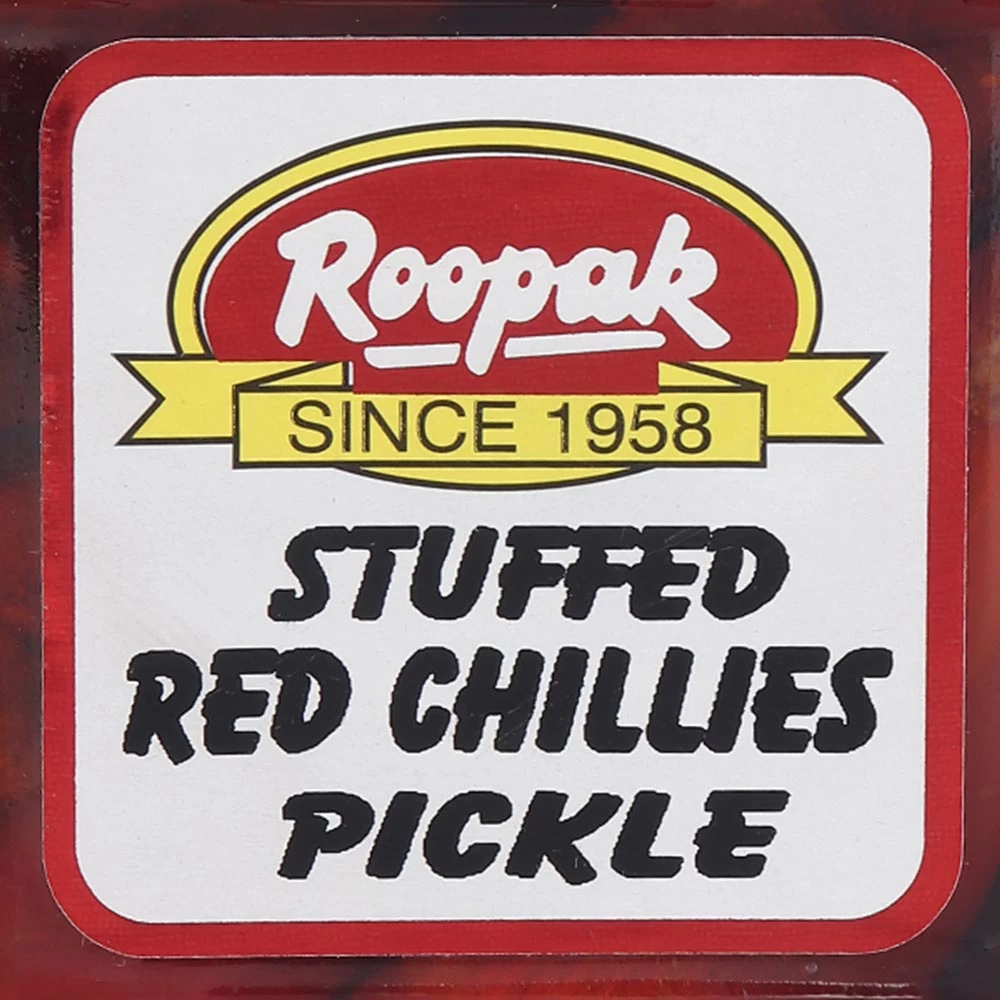 Roopak
SINCE 1958
STUFFED
RED CHILLIES
PICKLE